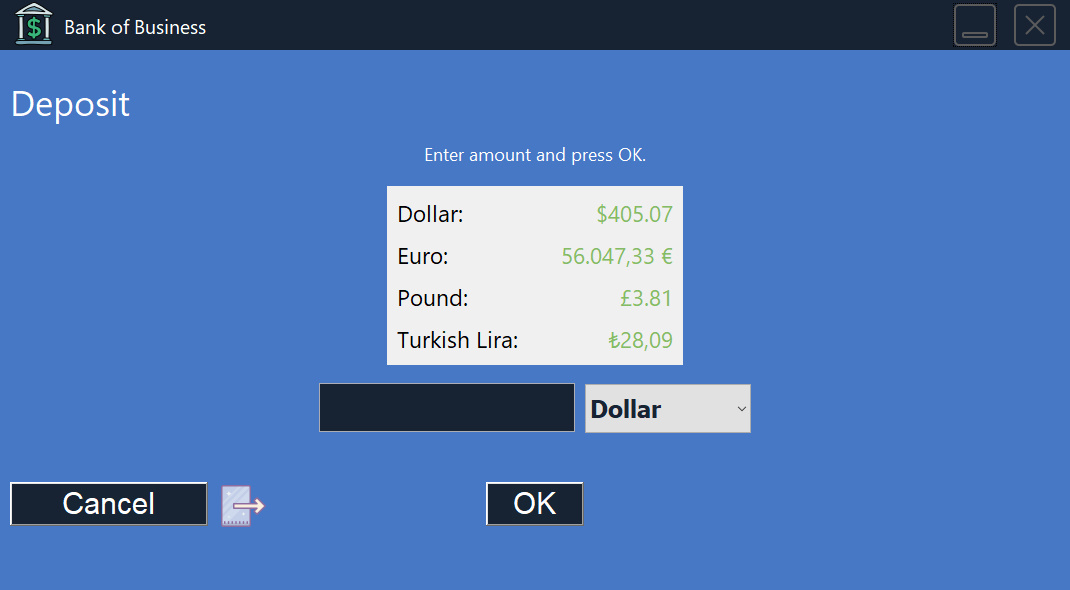 Bank of Business
Deposit
Enter amount and press OK.
Dollar: $405.07
Euro: 56.047,33 €
Pound: £3.81
Turkish Lira: ₺28,09
Dollar
Cancel OK